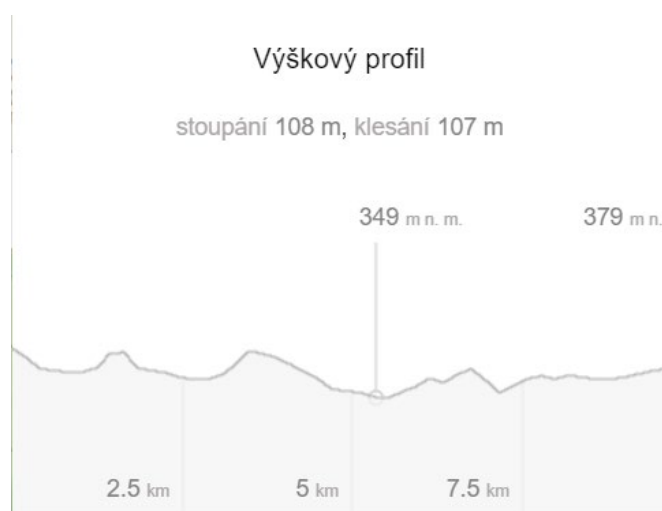 Výškový profil
stoupání 108 m, klesání 107 m
349 m n. m. 379 m n.
2.5 km 5 km 7.5 km